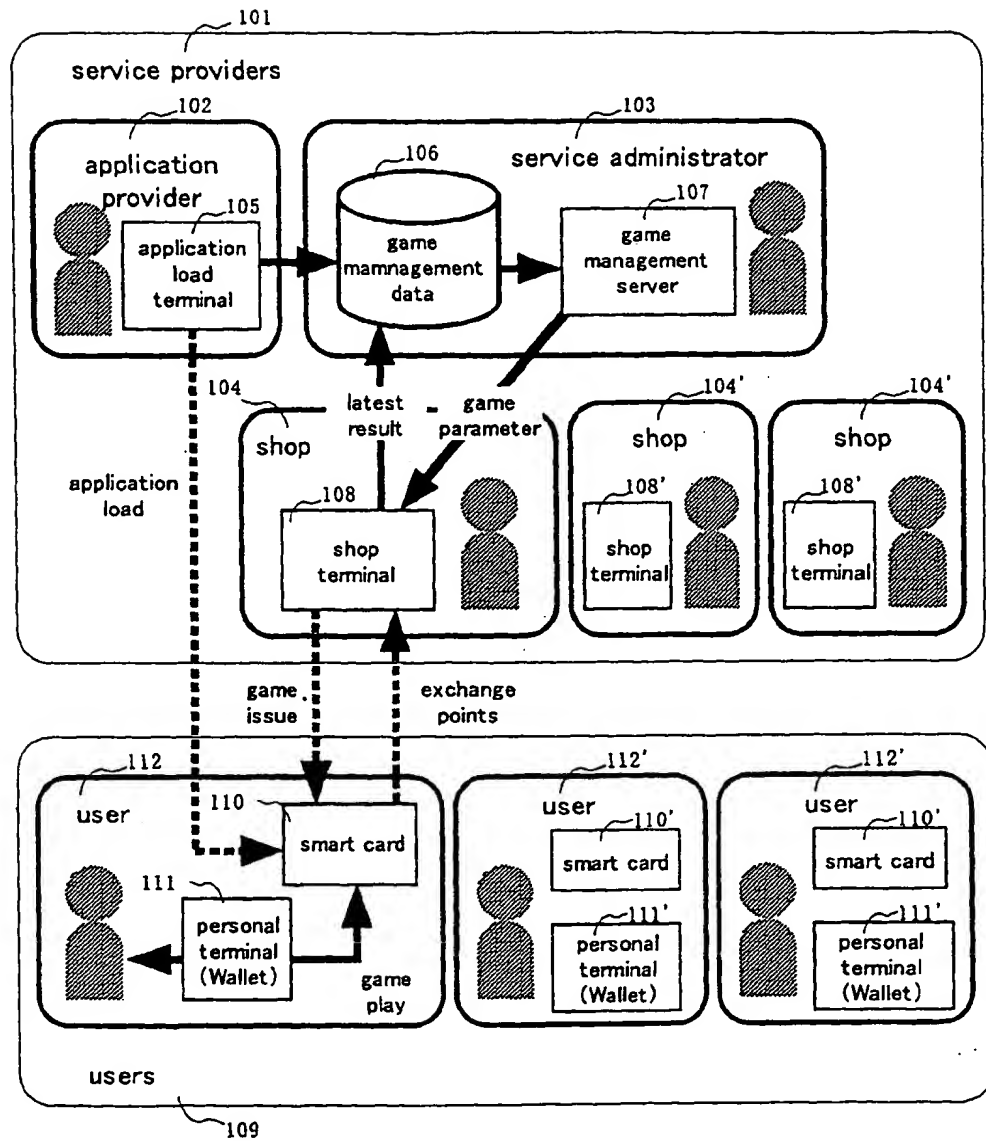 101
service providers
102
application
provider
105
application
load
terminal
103
service administrator
106
game
mamnagement
data
107
game
management
server
104
shop
latest
result
game
parameter
108
shop
terminal
104'
shop
108'
shop
terminal
104'
shop
108'
shop
terminal
application
load
game
issue
exchange
points
112
user
110
smart card
111
personal
terminal
(Wallet)
game
play
112'
user
110'
smart card
111'
personal
terminal
(Wallet)
112'
user
110'
smart card
111'
personal
terminal
(Wallet)
users
109